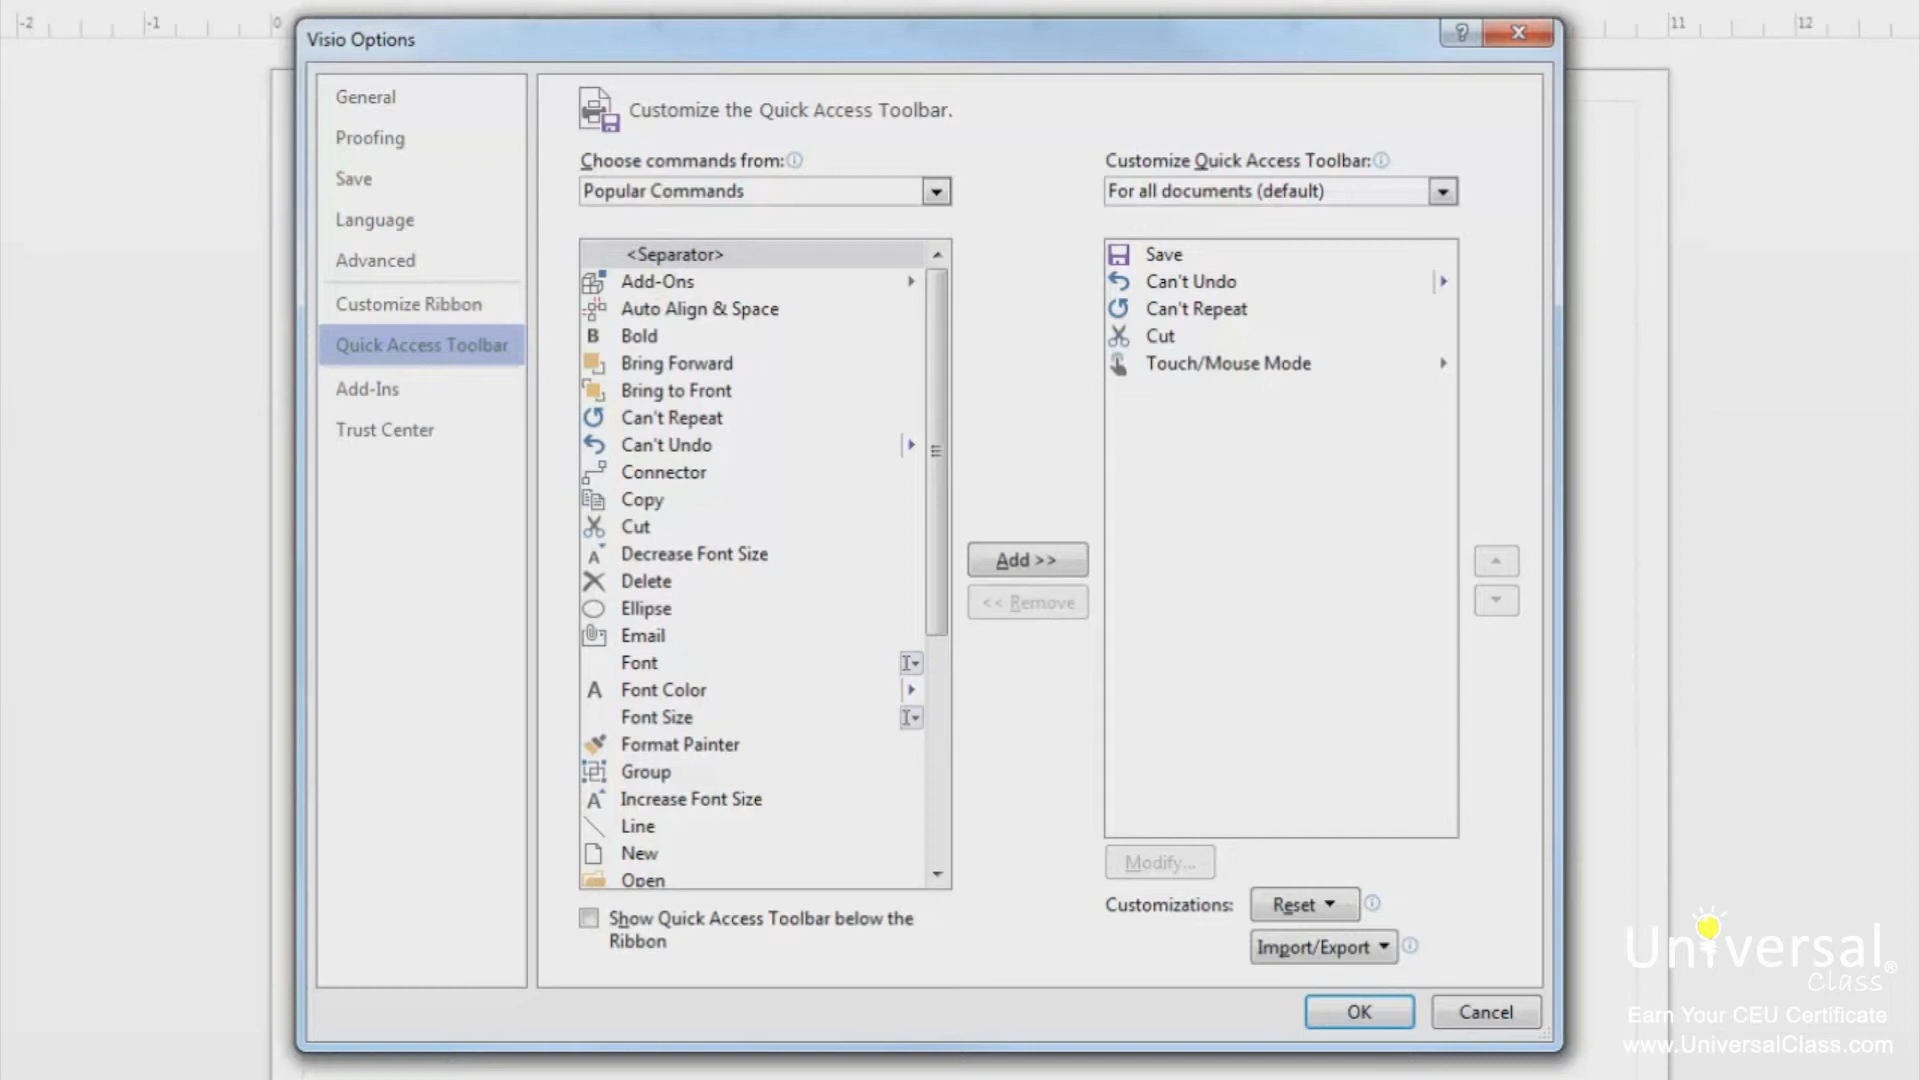 -2
-1
0
11
12
Visio Options
?
General
Proofing
Save
Language
Advanced
Customize Ribbon
Quick Access Toolbar
Add-Ins
Trust Center
Customize the Quick Access Toolbar.
Choose commands from:
Popular Commands
<Separator>
Add-Ons
Auto Align & Space
B Bold
Bring Forward
Bring to Front
Can't Repeat
Can't Undo
Connector
Copy
Cut
Decrease Font Size
Delete
Ellipse
Email
Font
A Font Color
Font Size
Format Painter
Group
Increase Font Size
Line
New
Open
Show Quick Access Toolbar below the
Ribbon
Add >>
<< Remove
Customize Quick Access Toolbar:
For all documents (default)
Save
Can't Undo
Can't Repeat
Cut
Touch/Mouse Mode
Modify...
Customizations:
Reset
Import/Export
OK
Cancel
Universal®
Class
Earn Your CEU Certificate
www.UniversalClass.com